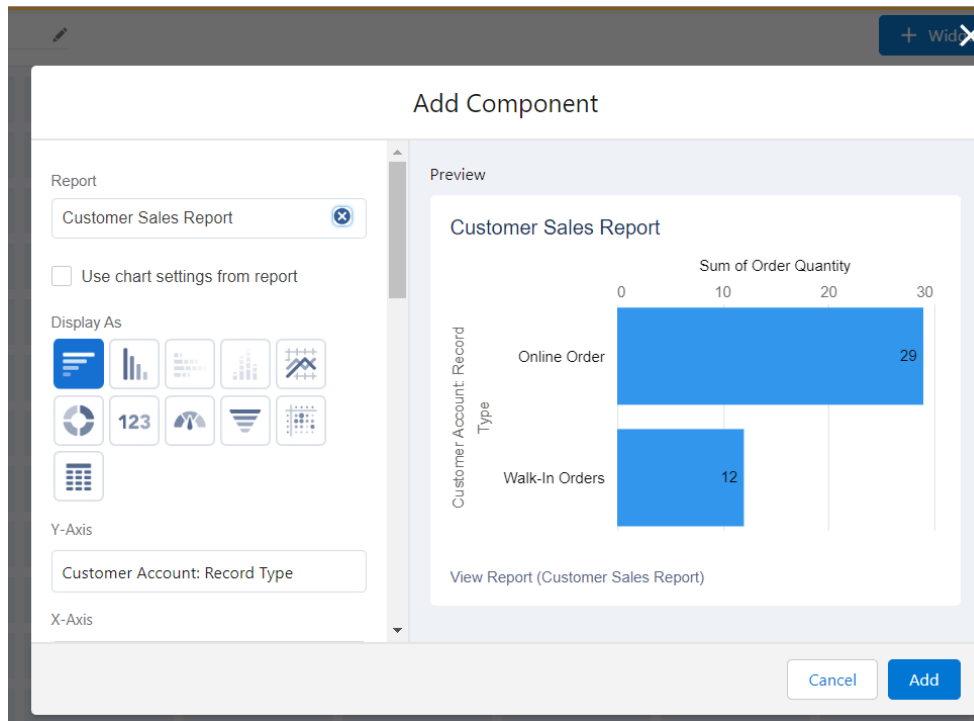 + Widg
Add Component
Report
Customer Sales Report
Use chart settings from report
Display As
123
Y-Axis
Customer Account: Record Type
X-Axis
Preview
Customer Sales Report
Sum of Order Quantity
0 10 20 30
Customer Account: Record
Type
Online Order 29
Walk-In Orders 12
View Report (Customer Sales Report)
Cancel Add